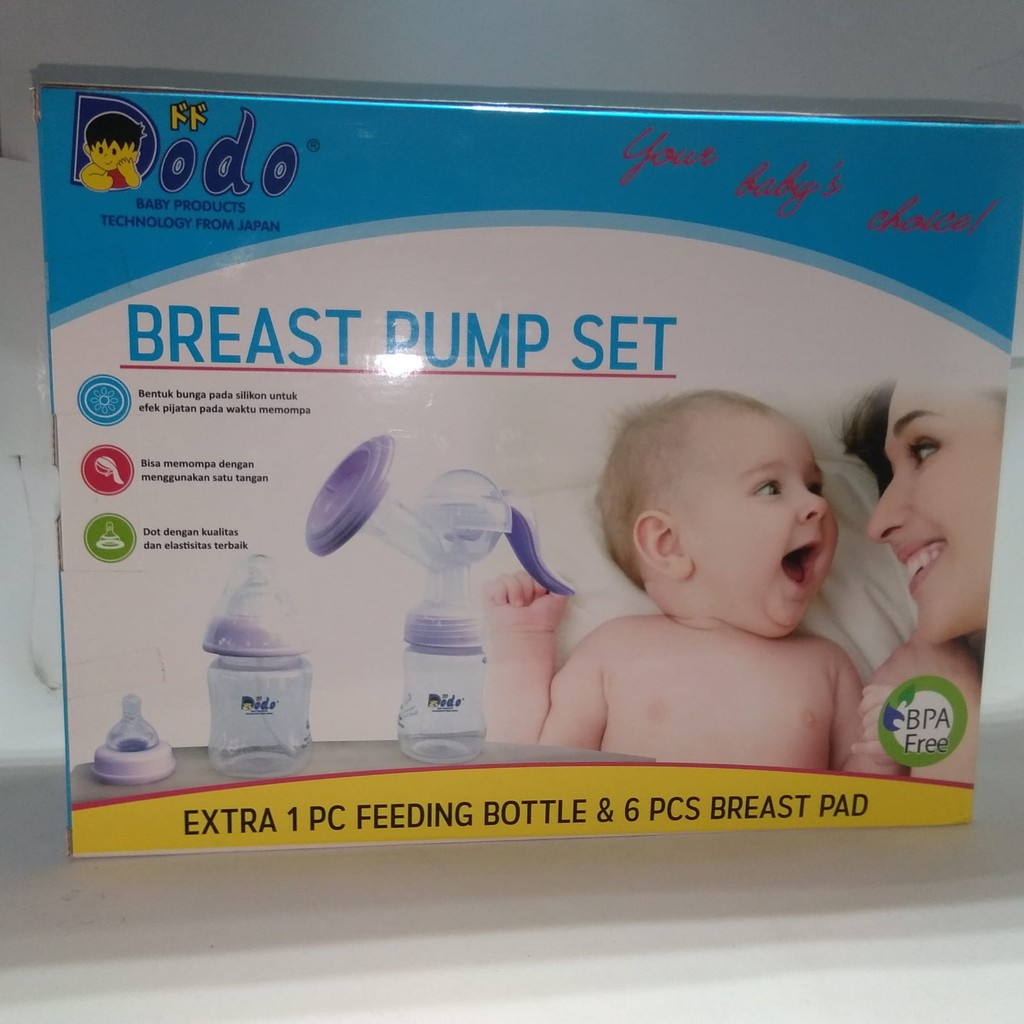 ドド
Dodo®
BABY PRODUCTS
TECHNOLOGY FROM JAPAN
Your
baby's
choice!
BREAST PUMP SET
Bentuk bunga pada silikon untuk
efek pijatan pada waktu memompa
Bisa memompa dengan
menggunakan satu tangan
Dot dengan kualitas
dan elastisitas terbaik
Dodo
Dodo
BPA
Free
EXTRA 1 PC FEEDING BOTTLE & 6 PCS BREAST PAD